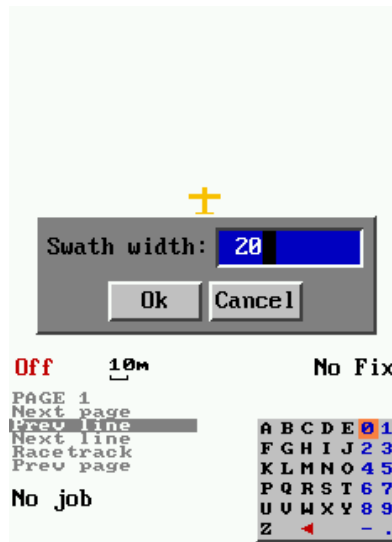 Swath width: 20
Ok Cancel
Off 10m No Fix
PAGE 1
Next page
Prev line
Next line
Racetrack
Prev page
No job
A B C D E 0 1
F G H I J 2 3
K L M N O 4 5
P Q R S T 6 7
U V W X Y 8 9
Z - .